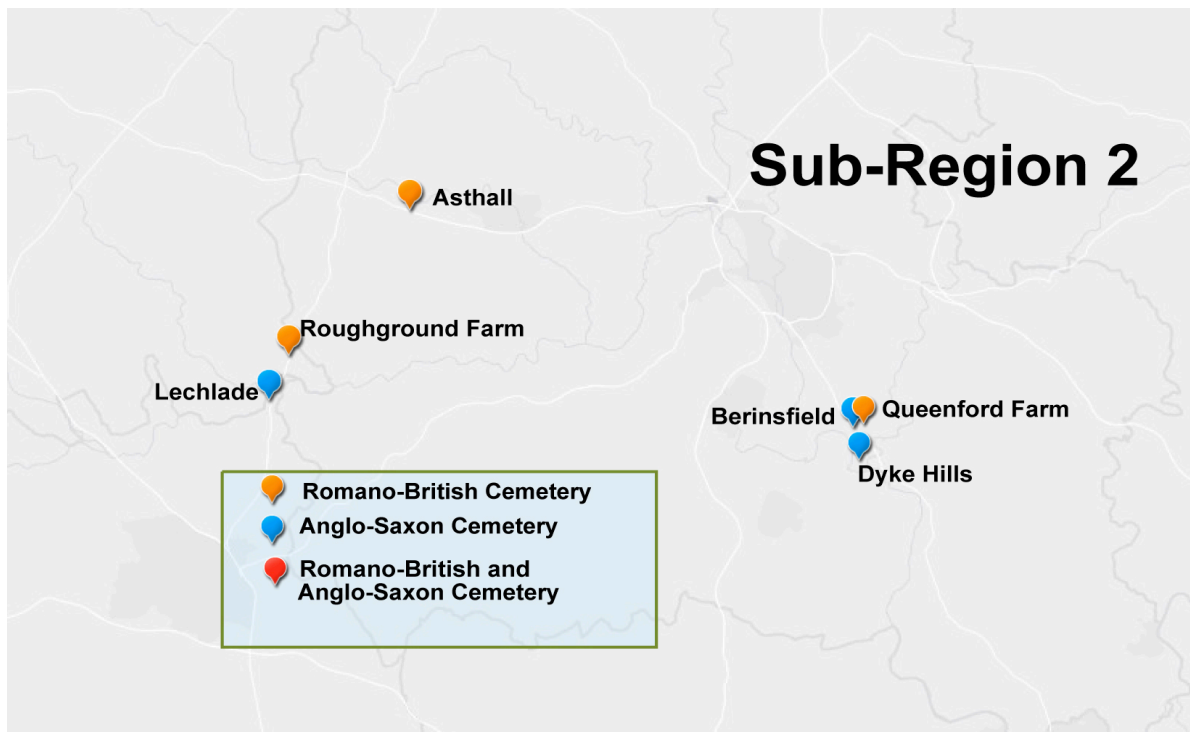 Sub-Region 2
Asthall
Roughground Farm
Lechlade
Berinsfield
Queenford Farm
Dyke Hills
Romano-British Cemetery
Anglo-Saxon Cemetery
Romano-British and
Anglo-Saxon Cemetery